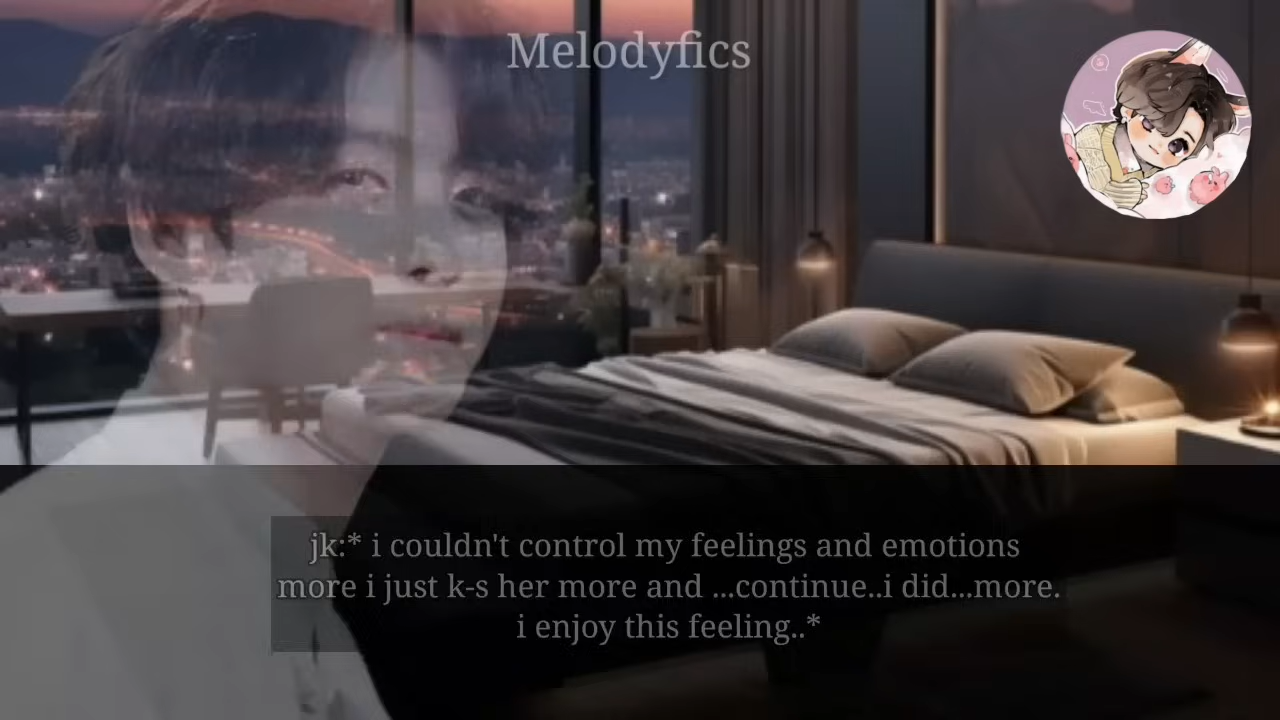 Melodyfics
jk:* i couldn't control my feelings and emotions
more i just k-s her more and ...continue..i did...more.
i enjoy this feeling..*